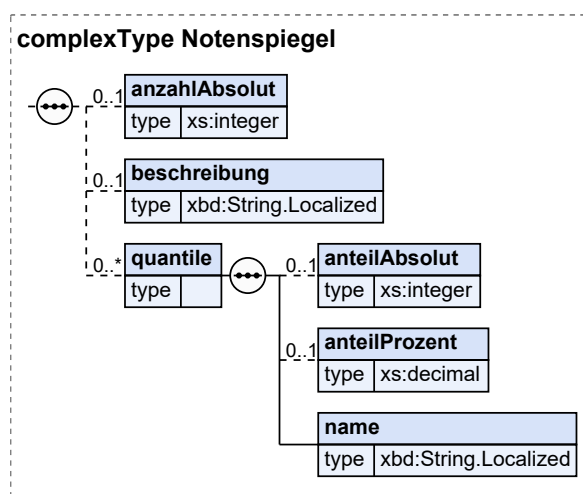 complexType Notenspiegel
0..1 anzahlAbsolut
type xs:integer
0..1 beschreibung
type xbd:String.Localized
0..* quantile
type
0..1 anteilAbsolut
type xs:integer
0..1 anteilProzent
type xs:decimal
name
type xbd:String.Localized